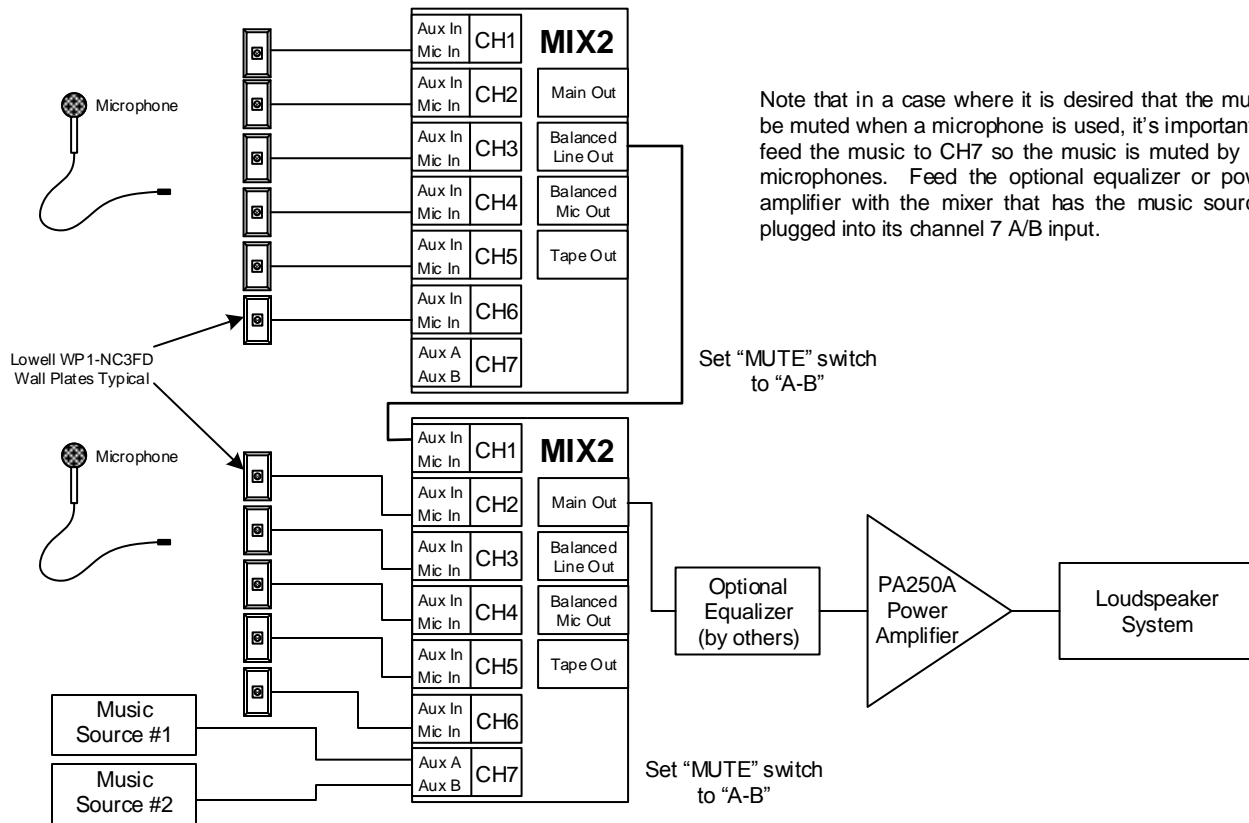 Aux In
Mic In
CH1
MIX2
Aux In
Mic In
CH2
Main Out
Aux In
Mic In
CH3
Balanced
Line Out
Aux In
Mic In
CH4
Balanced
Mic Out
Aux In
Mic In
CH5
Tape Out
Aux In
Mic In
CH6
Aux A
Aux B
CH7
Microphone
Note that in a case where it is desired that the
be muted when a microphone is used, it's important
feed the music to CH7 so the music is muted by
microphones. Feed the optional equalizer or
amplifier with the mixer that has the music
plugged into its channel 7 A/B input.
Lowell WP1-NC3FD
Wall Plates Typical
Set "MUTE" switch
to "A-B"
Microphone
Aux In
Mic In
CH1
MIX2
Aux In
Mic In
CH2
Main Out
Aux In
Mic In
CH3
Balanced
Line Out
Aux In
Mic In
CH4
Balanced
Mic Out
Aux In
Mic In
CH5
Tape Out
Aux In
Mic In
CH6
Aux A
Aux B
CH7
Optional
Equalizer
(by others)
PA250A
Power
Amplifier
Loudspeaker
System
Music
Source #1
Music
Source #2
Set "MUTE" switch
to "A-B"